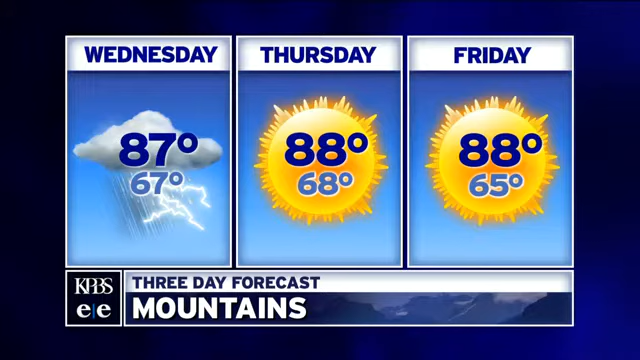 WEDNESDAY
87°
67°
THURSDAY
88°
68°
FRIDAY
88°
65°
KPBS
e|e
THREE DAY FORECAST
MOUNTAINS